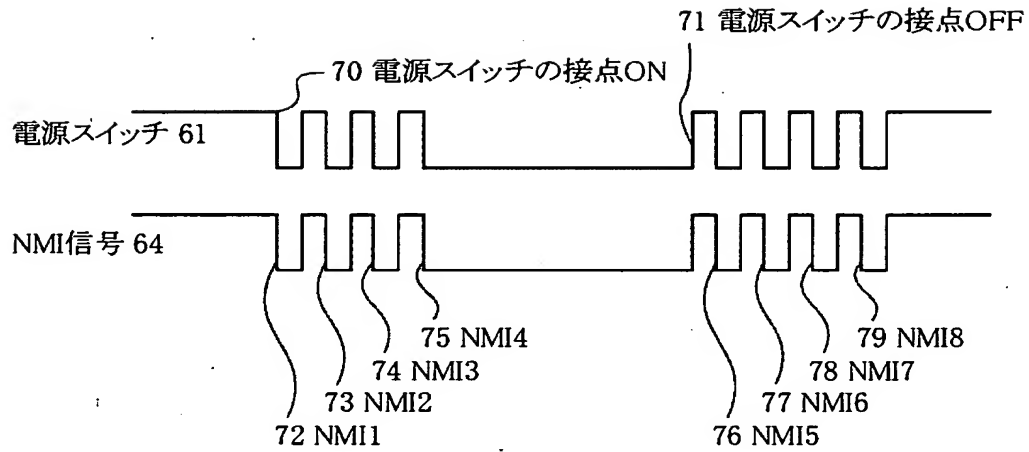 71 電源スイッチの接点OFF
70 電源スイッチの接点ON
電源スイッチ 61
NMI信号 64
75 NMI4
79 NMI8
74 NMI3
78 NMI7
73 NMI2
77 NMI6
72 NMI1
76 NMI5